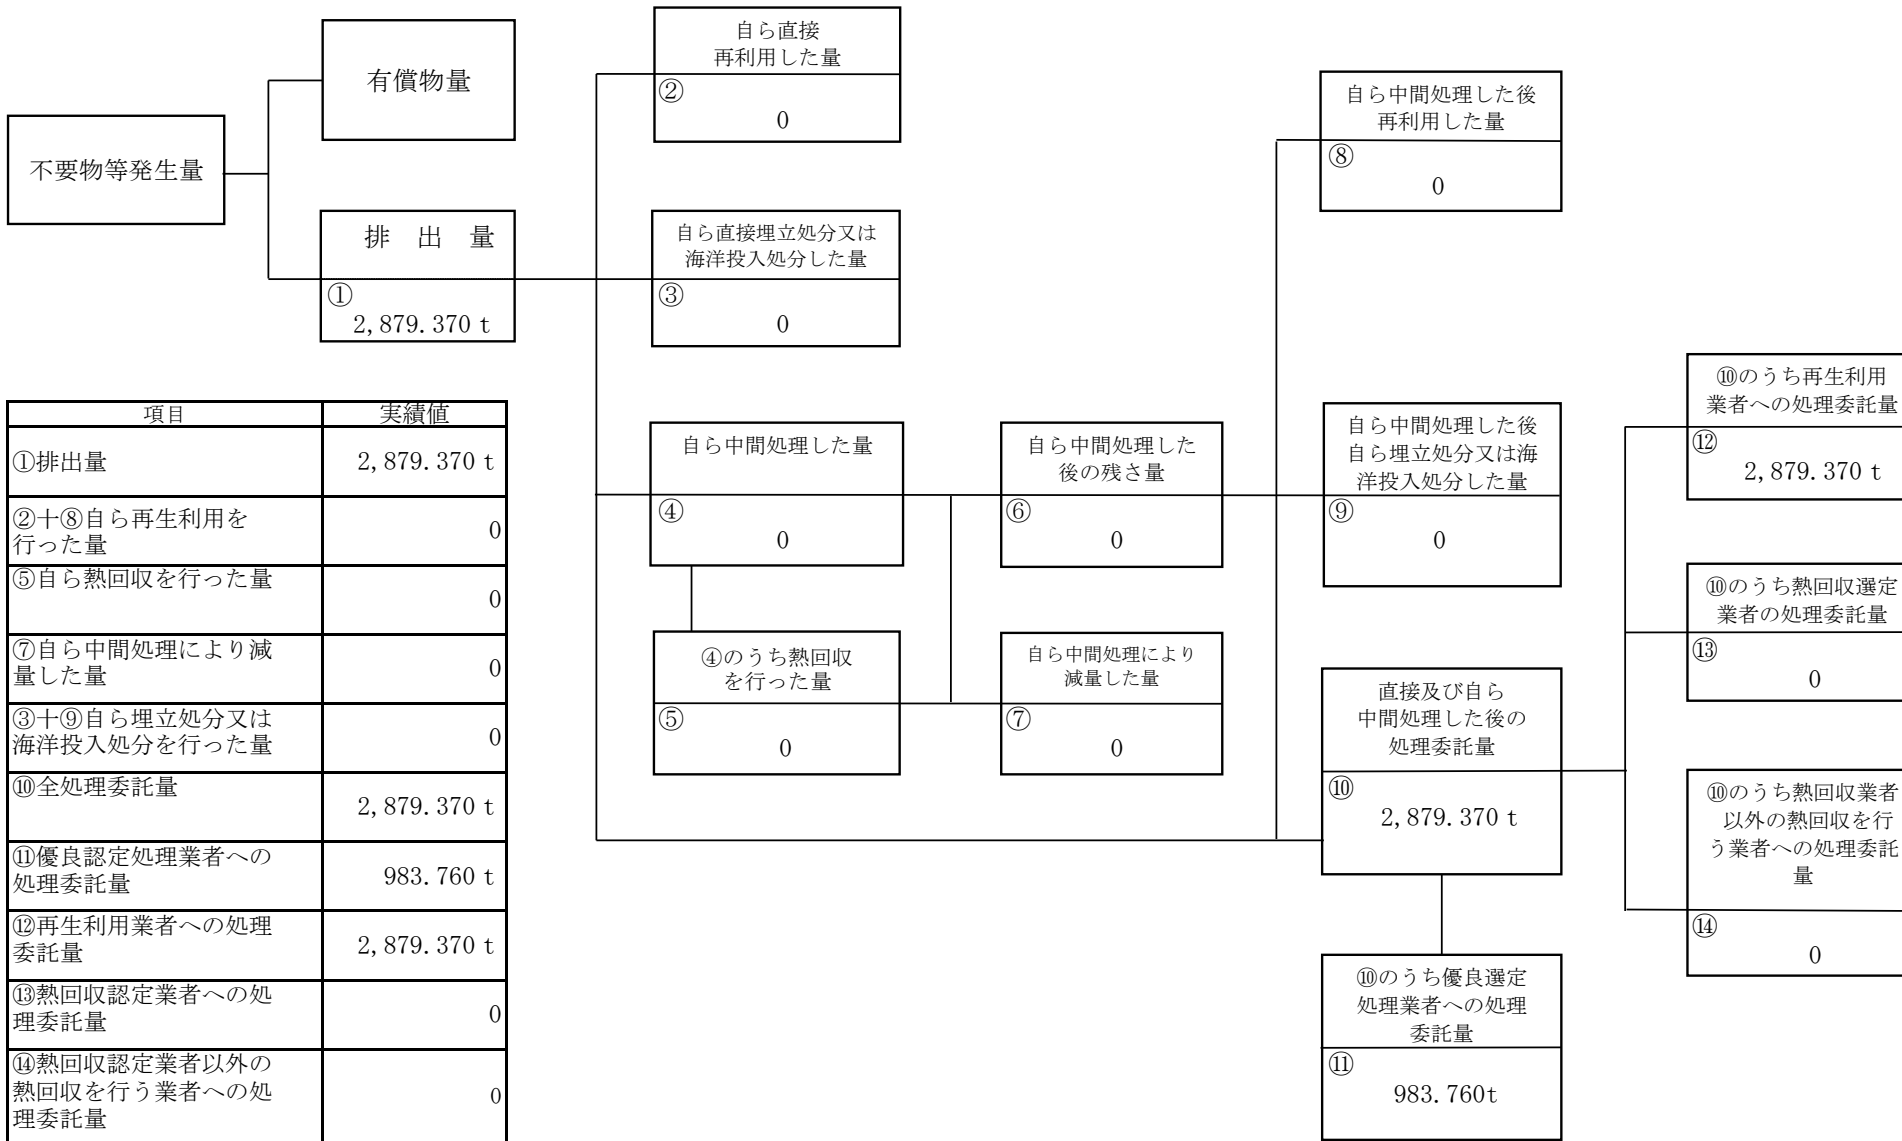 不要物等発生量
有償物量
排 出 量
①
2,879.370 t
自ら直接
再利用した量
②
0
自ら直接埋立処分又は
海洋投入処分した量
③
0
自ら中間処理した量
④
0
④のうち熱回収
を行った量
⑤
0
自ら中間処理した
後の残さ量
⑥
0
自ら中間処理により
減量した量
⑦
0
自ら中間処理した後
再利用した量
⑧
0
自ら中間処理した後
自ら埋立処分又は海
洋投入処分した量
⑨
0
直接及び自ら
中間処理した後の
処理委託量
⑩
2,879.370 t
⑩のうち優良選定
処理業者への処理
委託量
⑪
983.760t
⑩のうち再生利用
業者への処理委託量
⑫
2,879.370 t
⑩のうち熱回収選定
業者の処理委託量
⑬
0
⑩のうち熱回収業者
以外の熱回収を行
う業者への処理委託
量
⑭
0
項目 実績値
①排出量 2,879.370 t
②十⑧自ら再生利用を
行った量 0
⑤自ら熱回収を行った量 0
⑦自ら中間処理により減
量した量 0
③十⑨自ら埋立処分又は
海洋投入処分を行った量 0
⑩全処理委託量 2,879.370 t
⑪優良認定処理業者への
処理委託量 983.760 t
⑫再生利用業者への処理
委託量 2,879.370 t
⑬熱回収認定業者への処
理委託量 0
⑭熱回収認定業者以外の
熱回収を行う業者への処
理委託量 0